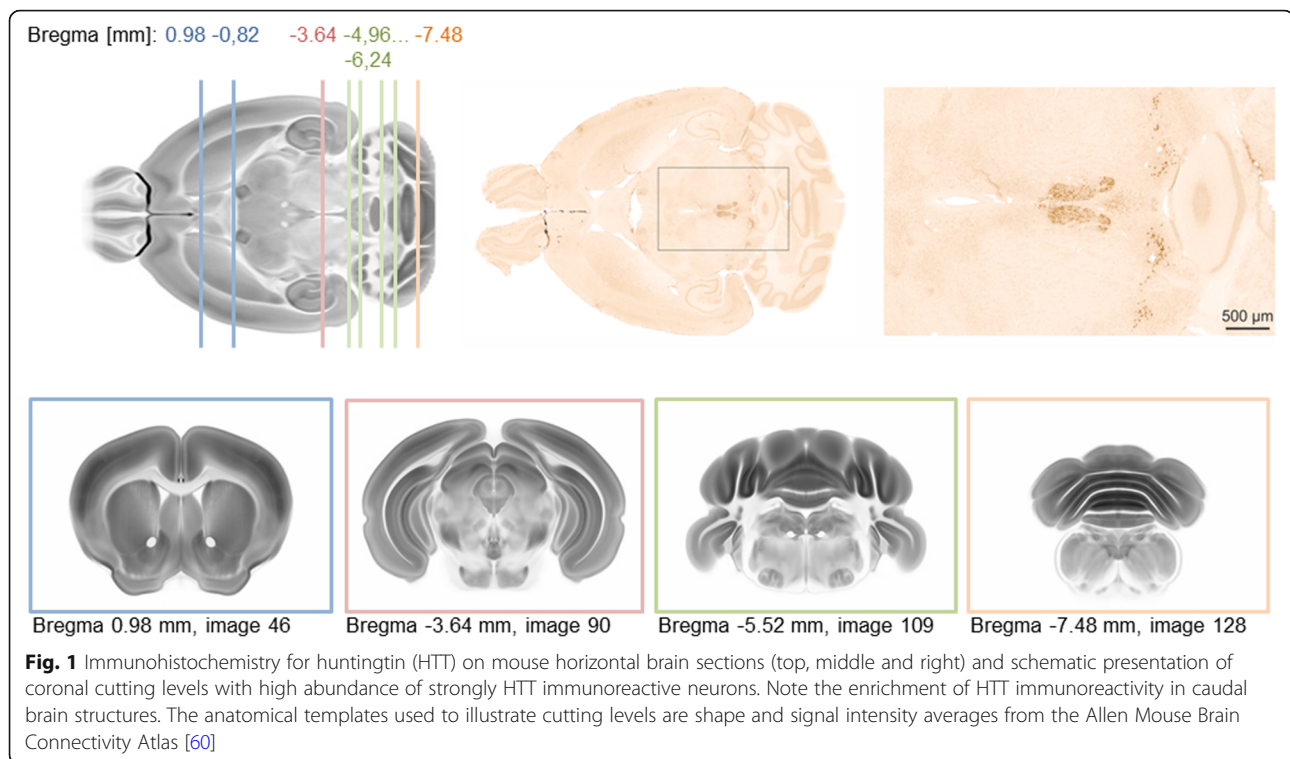 Bregma [mm]: 0.98 -0,82 -3.64 -4,96... -7.48
-6,24
500 µm
Bregma 0.98 mm, image 46
Bregma -3.64 mm, image 90
Bregma -5.52 mm, image 109
Bregma -7.48 mm, image 128
Fig. 1 Immunohistochemistry for huntingtin (HTT) on mouse horizontal brain sections (top, middle and right) and schematic presentation of
coronal cutting levels with high abundance of strongly HTT immunoreactive neurons. Note the enrichment of HTT immunoreactivity in caudal
brain structures. The anatomical templates used to illustrate cutting levels are shape and signal intensity averages from the Allen Mouse Brain
Connectivity Atlas [60]